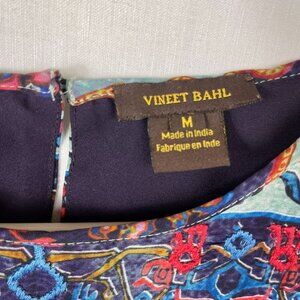 VINEET BAHL
M
Made in India
Fabriqué en Inde